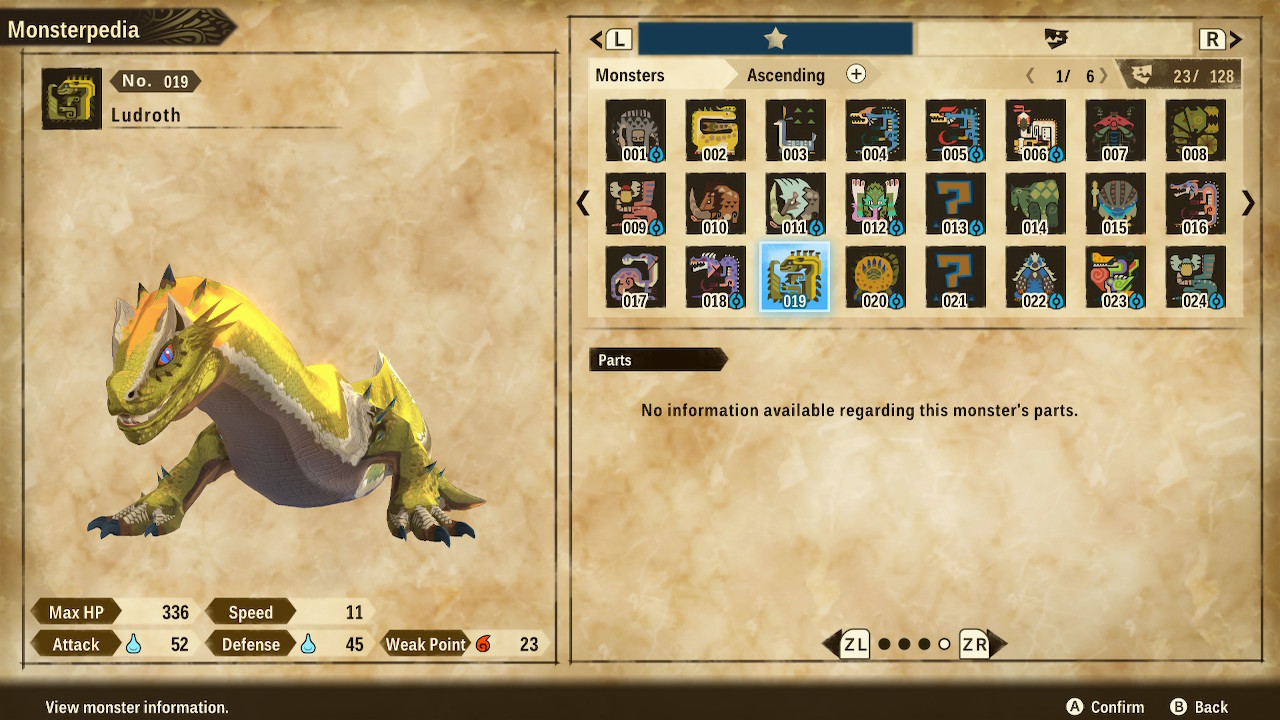 Monsterpedia
No. 019
Ludroth
Max HP 336 Speed 11
Attack 52 Defense 45 Weak Point 23
L R
Monsters Ascending 1/ 6 23/ 128
001 002 003 004 005 006 007 008
009 010 011 012 013 014 015 016
017 018 019 020 021 022 023 024
Parts
No information available regarding this monster's parts.
ZL ZR
View monster information.
A Confirm B Back